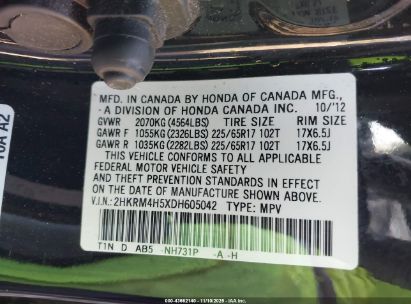 MFD. IN CANADA BY HONDA OF CANADA MFG.,
- A DIVISION OF HONDA CANADA INC. 10/'12
GVWR 2070KG (4564LBS) TIRE SIZE RIM SIZE
GAWR F 1055KG (2326LBS) 225/65R17 102T 17X6.5J
GAWR R 1035KG (2282LBS) 225/65R17 102T 17X6.5J
THIS VEHICLE CONFORMS TO ALL APPLICABLE
FEDERAL MOTOR VEHICLE SAFETY
AND THEFT PREVENTION STANDARDS IN EFFECT
ON THE DATE OF MANUFACTURE SHOWN ABOVE.
V.I.N.: 2HKRM4H5XDH605042 TYPE: MPV
T1N D AB5 -NH731P -A -H